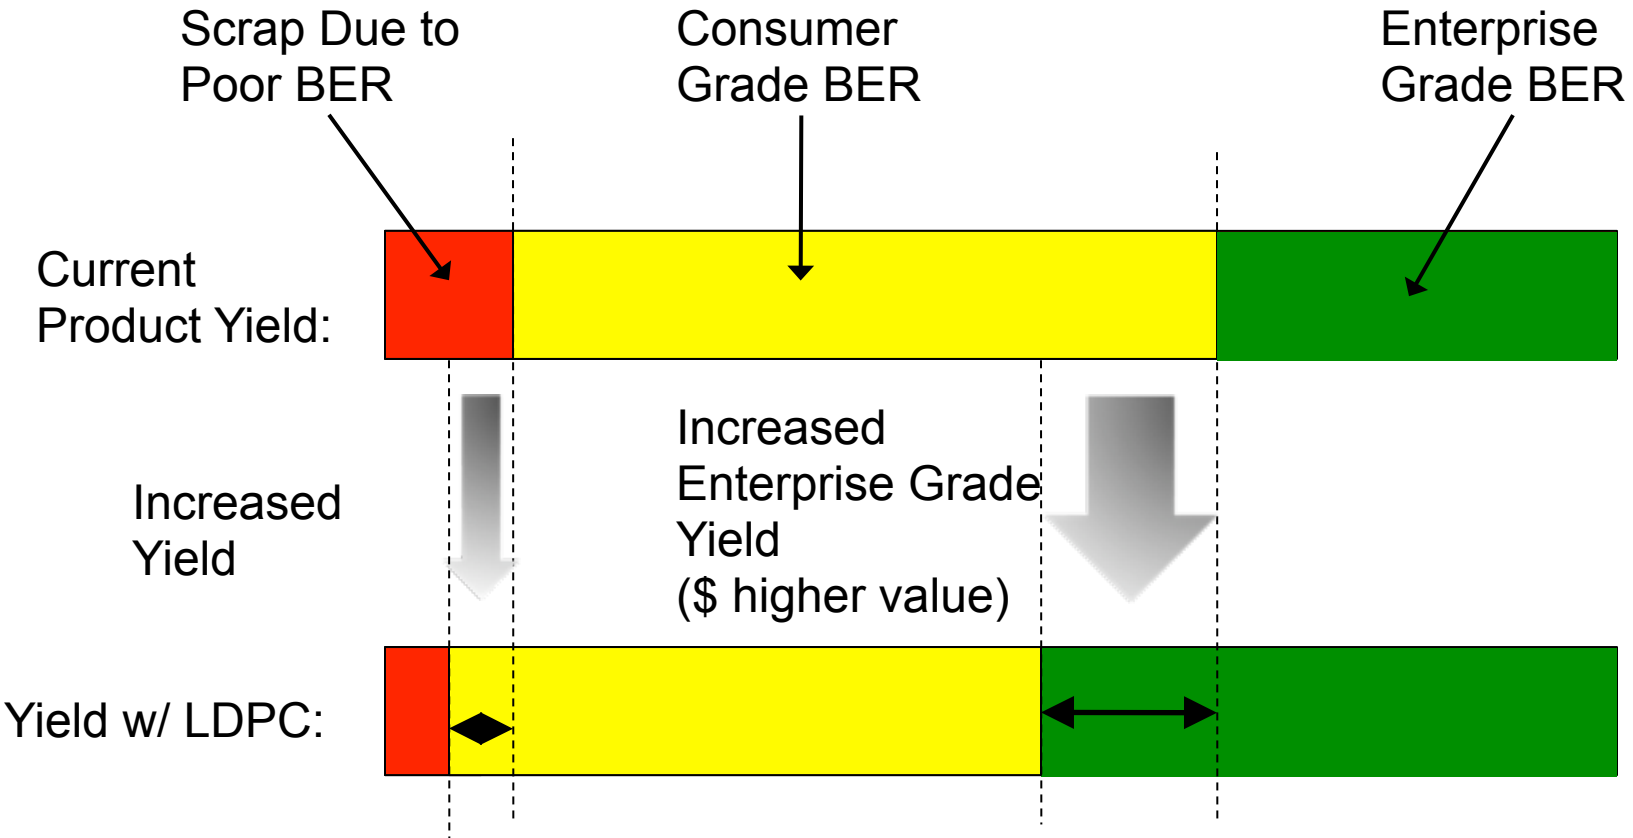 Scrap Due to
Poor BER
Consumer
Grade BER
Enterprise
Grade BER
Current
Product Yield:
Increased
Yield
Increased
Enterprise Grade
Yield
($ higher value)
Yield w/ LDPC: